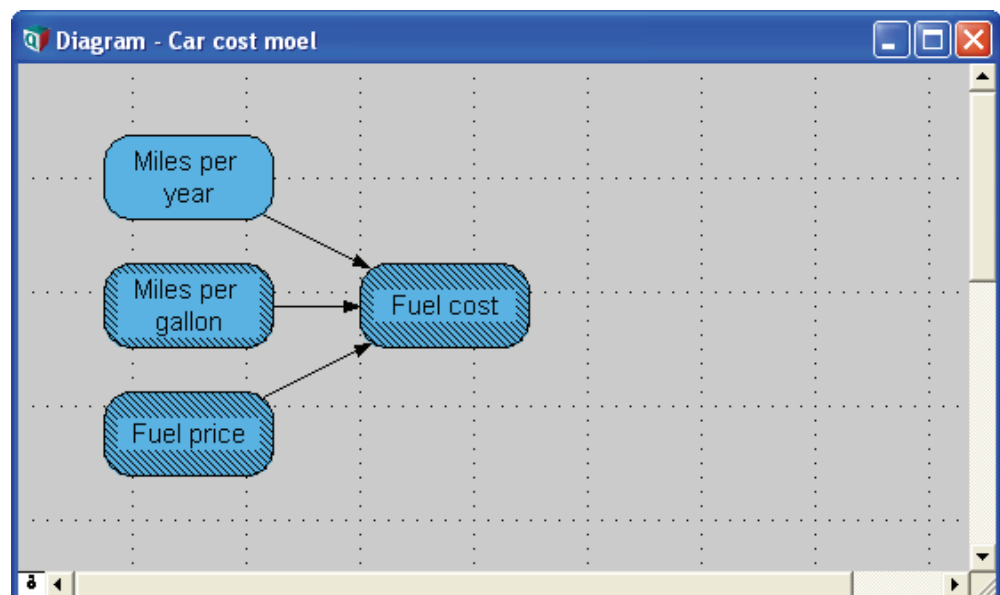 Diagram - Car cost moel
Miles per
year
Miles per
gallon
Fuel cost
Fuel price